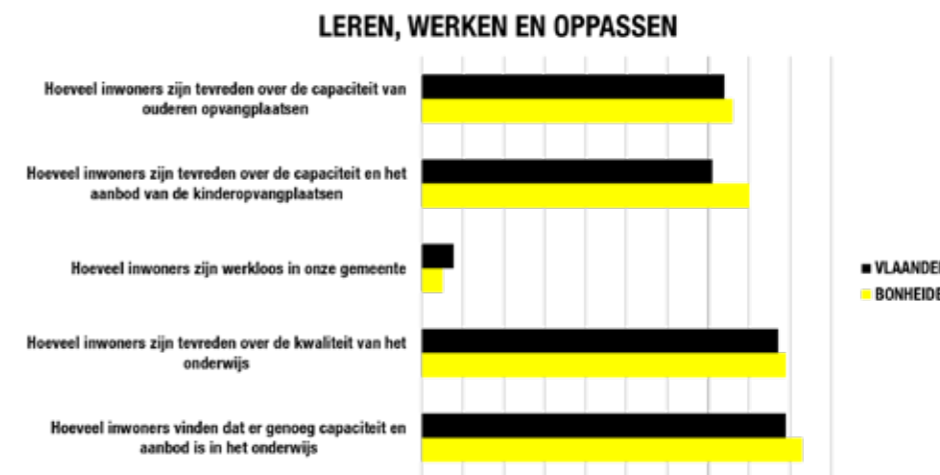 LEREN, WERKEN EN OPPASSEN
Hoeveel inwoners zijn tevreden over de capaciteit van
ouderen opvangplaatsen
Hoeveel inwoners zijn tevreden over de capaciteit en het
aanbod van de kinderopvangplaatsen
Hoeveel inwoners zijn werkloos in onze gemeente
Hoeveel inwoners zijn tevreden over de kwaliteit van het
onderwijs
Hoeveel inwoners vinden dat er genoeg capaciteit en
aanbod is in het onderwijs
VLAANDE
BONHEIDE